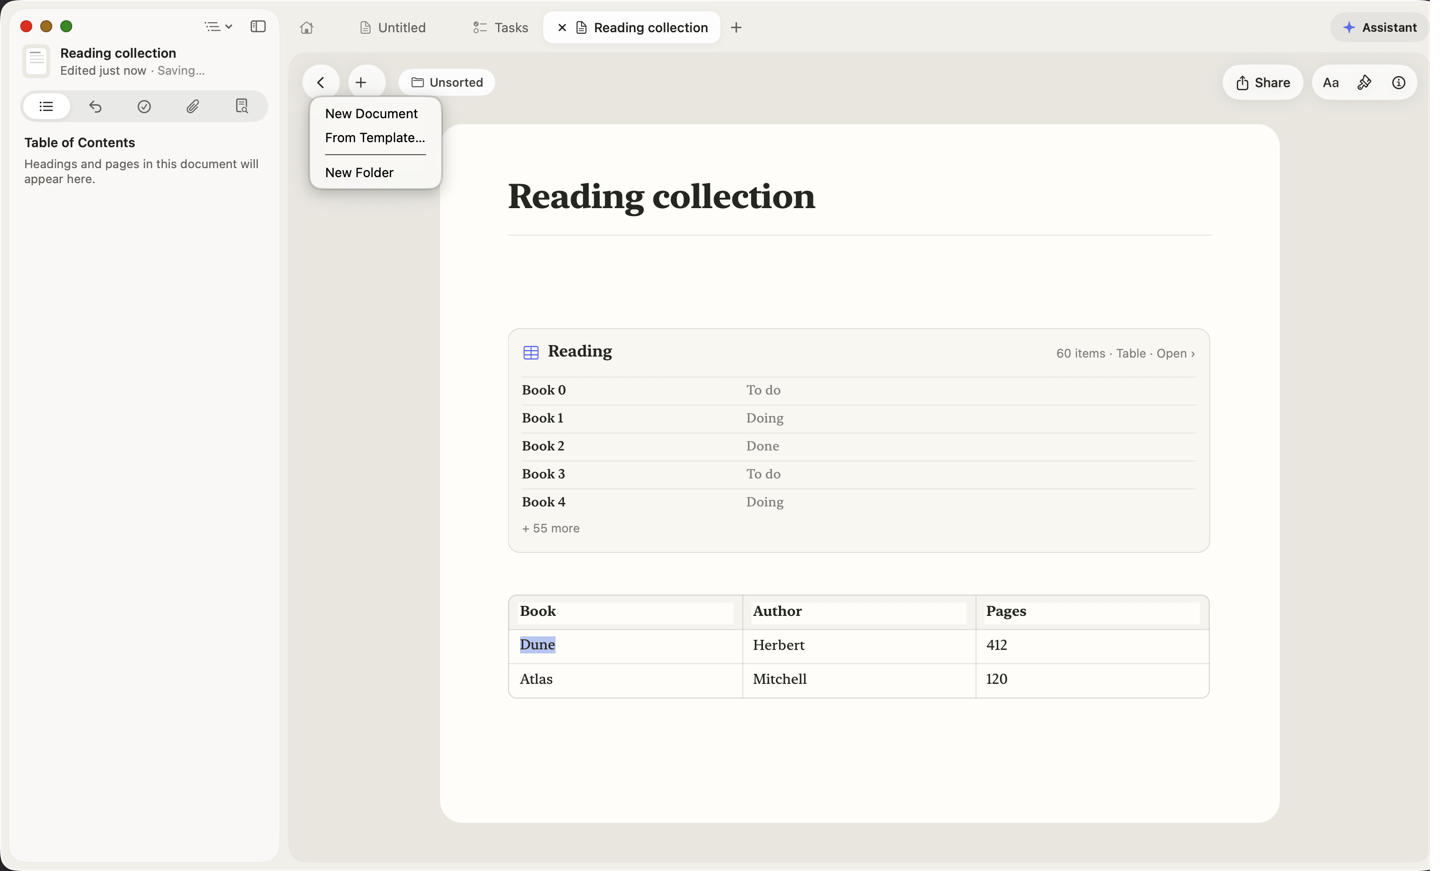 Reading collection
Edited just now · Saving...
Table of Contents
Headings and pages in this document will
appear here.
Untitled
Tasks
Reading collection
Assistant
Unsorted
Share
Aa
New Document
From Template...
New Folder
Reading collection
Reading
60 items · Table · Open ›
Book 0 To do
Book 1 Doing
Book 2 Done
Book 3 To do
Book 4 Doing
+ 55 more
Book Author Pages
Dune Herbert 412
Atlas Mitchell 120